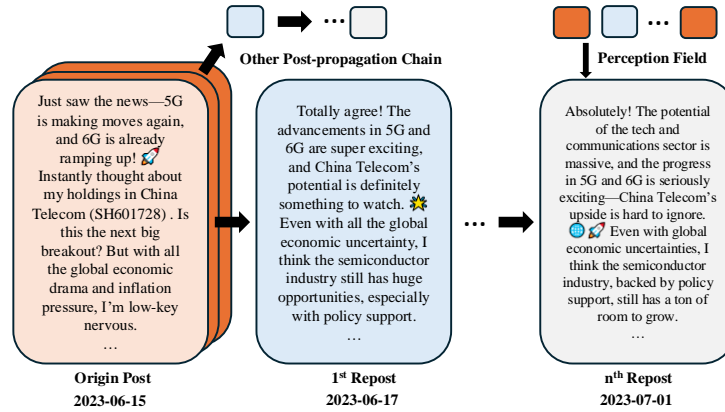 ...
Other Post-propagation Chain
...
Perception Field
Just saw the news—5G
is making moves again,
and 6G is already
ramping up! 🚀
Instantly thought about
my holdings in China
Telecom (SH601728) . Is
this the next big
breakout? But with all
the global economic
drama and inflation
pressure, I'm low-key
nervous.
...
Origin Post
2023-06-15
Totally agree! The
advancements in 5G and
6G are super exciting,
and China Telecom's
potential is definitely
something to watch. 🌟
Even with all the global
economic uncertainty, I
think the semiconductor
industry still has huge
opportunities, especially
with policy support.
...
1st Repost
2023-06-17
...
Absolutely! The potential
of the tech and
communications sector is
massive, and the progress
in 5G and 6G is seriously
exciting—China Telecom's
upside is hard to ignore.
🌐🚀 Even with global
economic uncertainties, I
think the semiconductor
industry, backed by policy
support, still has a ton of
room to grow.
...
nth Repost
2023-07-01